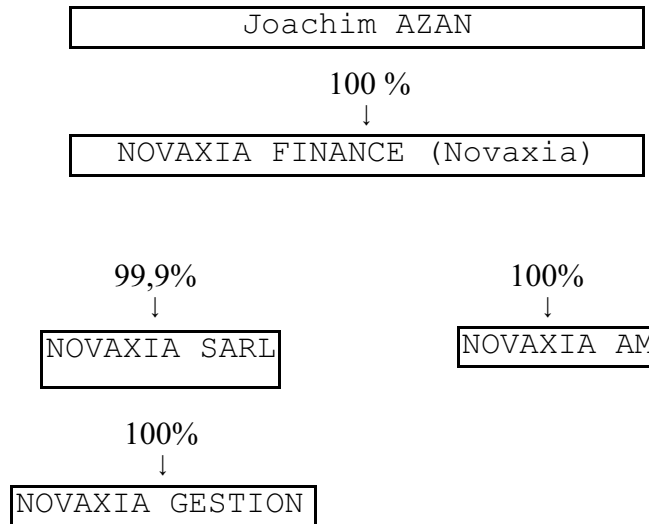 Joachim AZAN
100 %
↓
NOVAXIA FINANCE (Novaxia)
99,9% 100%
↓ ↓
NOVAXIA SARL NOVAXIA AM
100%
↓
NOVAXIA GESTION